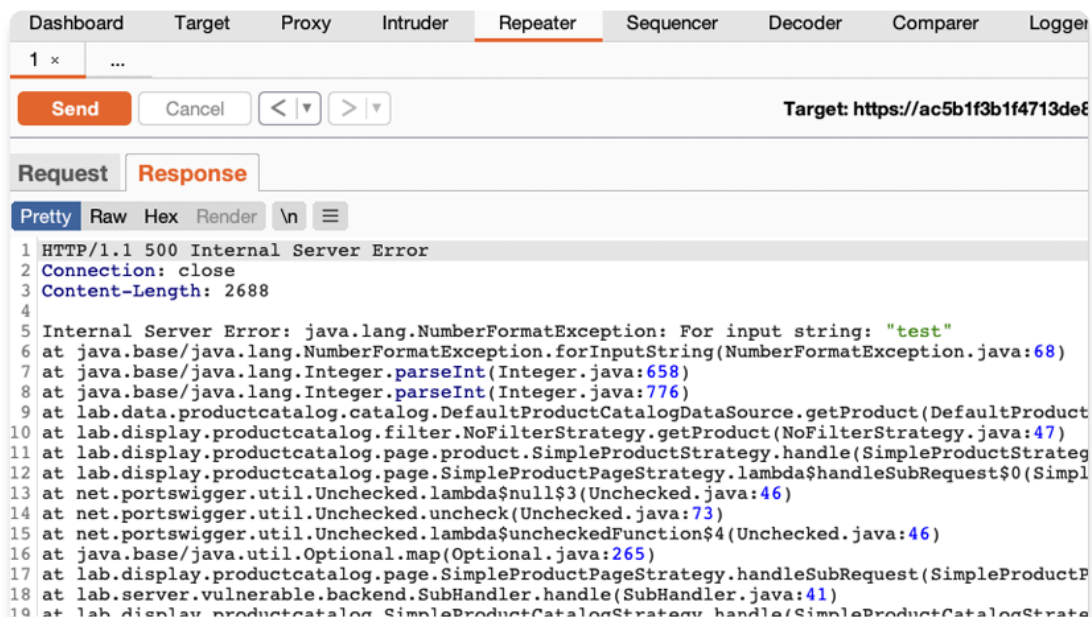 Dashboard Target Proxy Intruder Repeater Sequencer Decoder Comparer Logger
1 × ...
Send Cancel < > Target: https://ac5b1f3b1f4713de8
Request Response
Pretty Raw Hex Render \n ≡
1 HTTP/1.1 500 Internal Server Error
2 Connection: close
3 Content-Length: 2688
4
5 Internal Server Error: java.lang.NumberFormatException: For input string: "test"
6 at java.base/java.lang.NumberFormatException.forInputString(NumberFormatException.java:68)
7 at java.base/java.lang.Integer.parseInt(Integer.java:658)
8 at java.base/java.lang.Integer.parseInt(Integer.java:776)
9 at lab.data.productcatalog.catalog.DefaultProductCatalogDataSource.getProduct(DefaultProduct
10 at lab.display.productcatalog.filter.NoFilterStrategy.getProduct(NoFilterStrategy.java:47)
11 at lab.display.productcatalog.page.product.SimpleProductStrategy.handle(SimpleProductStrateg
12 at lab.display.productcatalog.page.SimpleProductPageStrategy.lambda$handleSubRequest$0(Simpl
13 at net.portswigger.util.Unchecked.lambda$null$3(Unchecked.java:46)
14 at net.portswigger.util.Unchecked.uncheck(Unchecked.java:73)
15 at net.portswigger.util.Unchecked.lambda$uncheckedFunction$4(Unchecked.java:46)
16 at java.base/java.util.Optional.map(Optional.java:265)
17 at lab.display.productcatalog.page.SimpleProductPageStrategy.handleSubRequest(SimpleProductP
18 at lab.server.vulnerable.backend.SubHandler.handle(SubHandler.java:41)
19 at lab.display.productcatalog.SimpleProductCatalogStrategy.handle(SimpleProductCatalogStrate